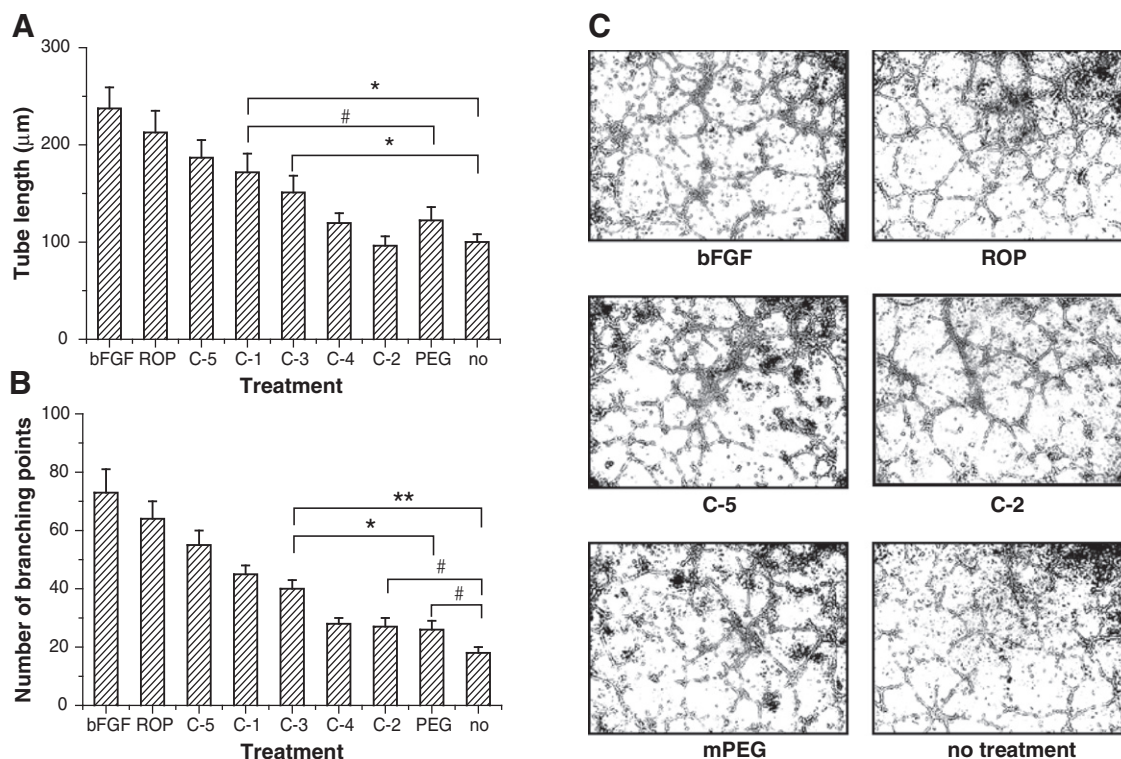 A
300
200
100
0
Tube length (μm)
*
#
*
bFGF ROP C-5 C-1 C-3 C-4 C-2 PEG no
Treatment
B
100
80
60
40
20
0
Number of branching points
**
*
#
#
bFGF ROP C-5 C-1 C-3 C-4 C-2 PEG no
Treatment
C
bFGF ROP
C-5 C-2
mPEG no treatment